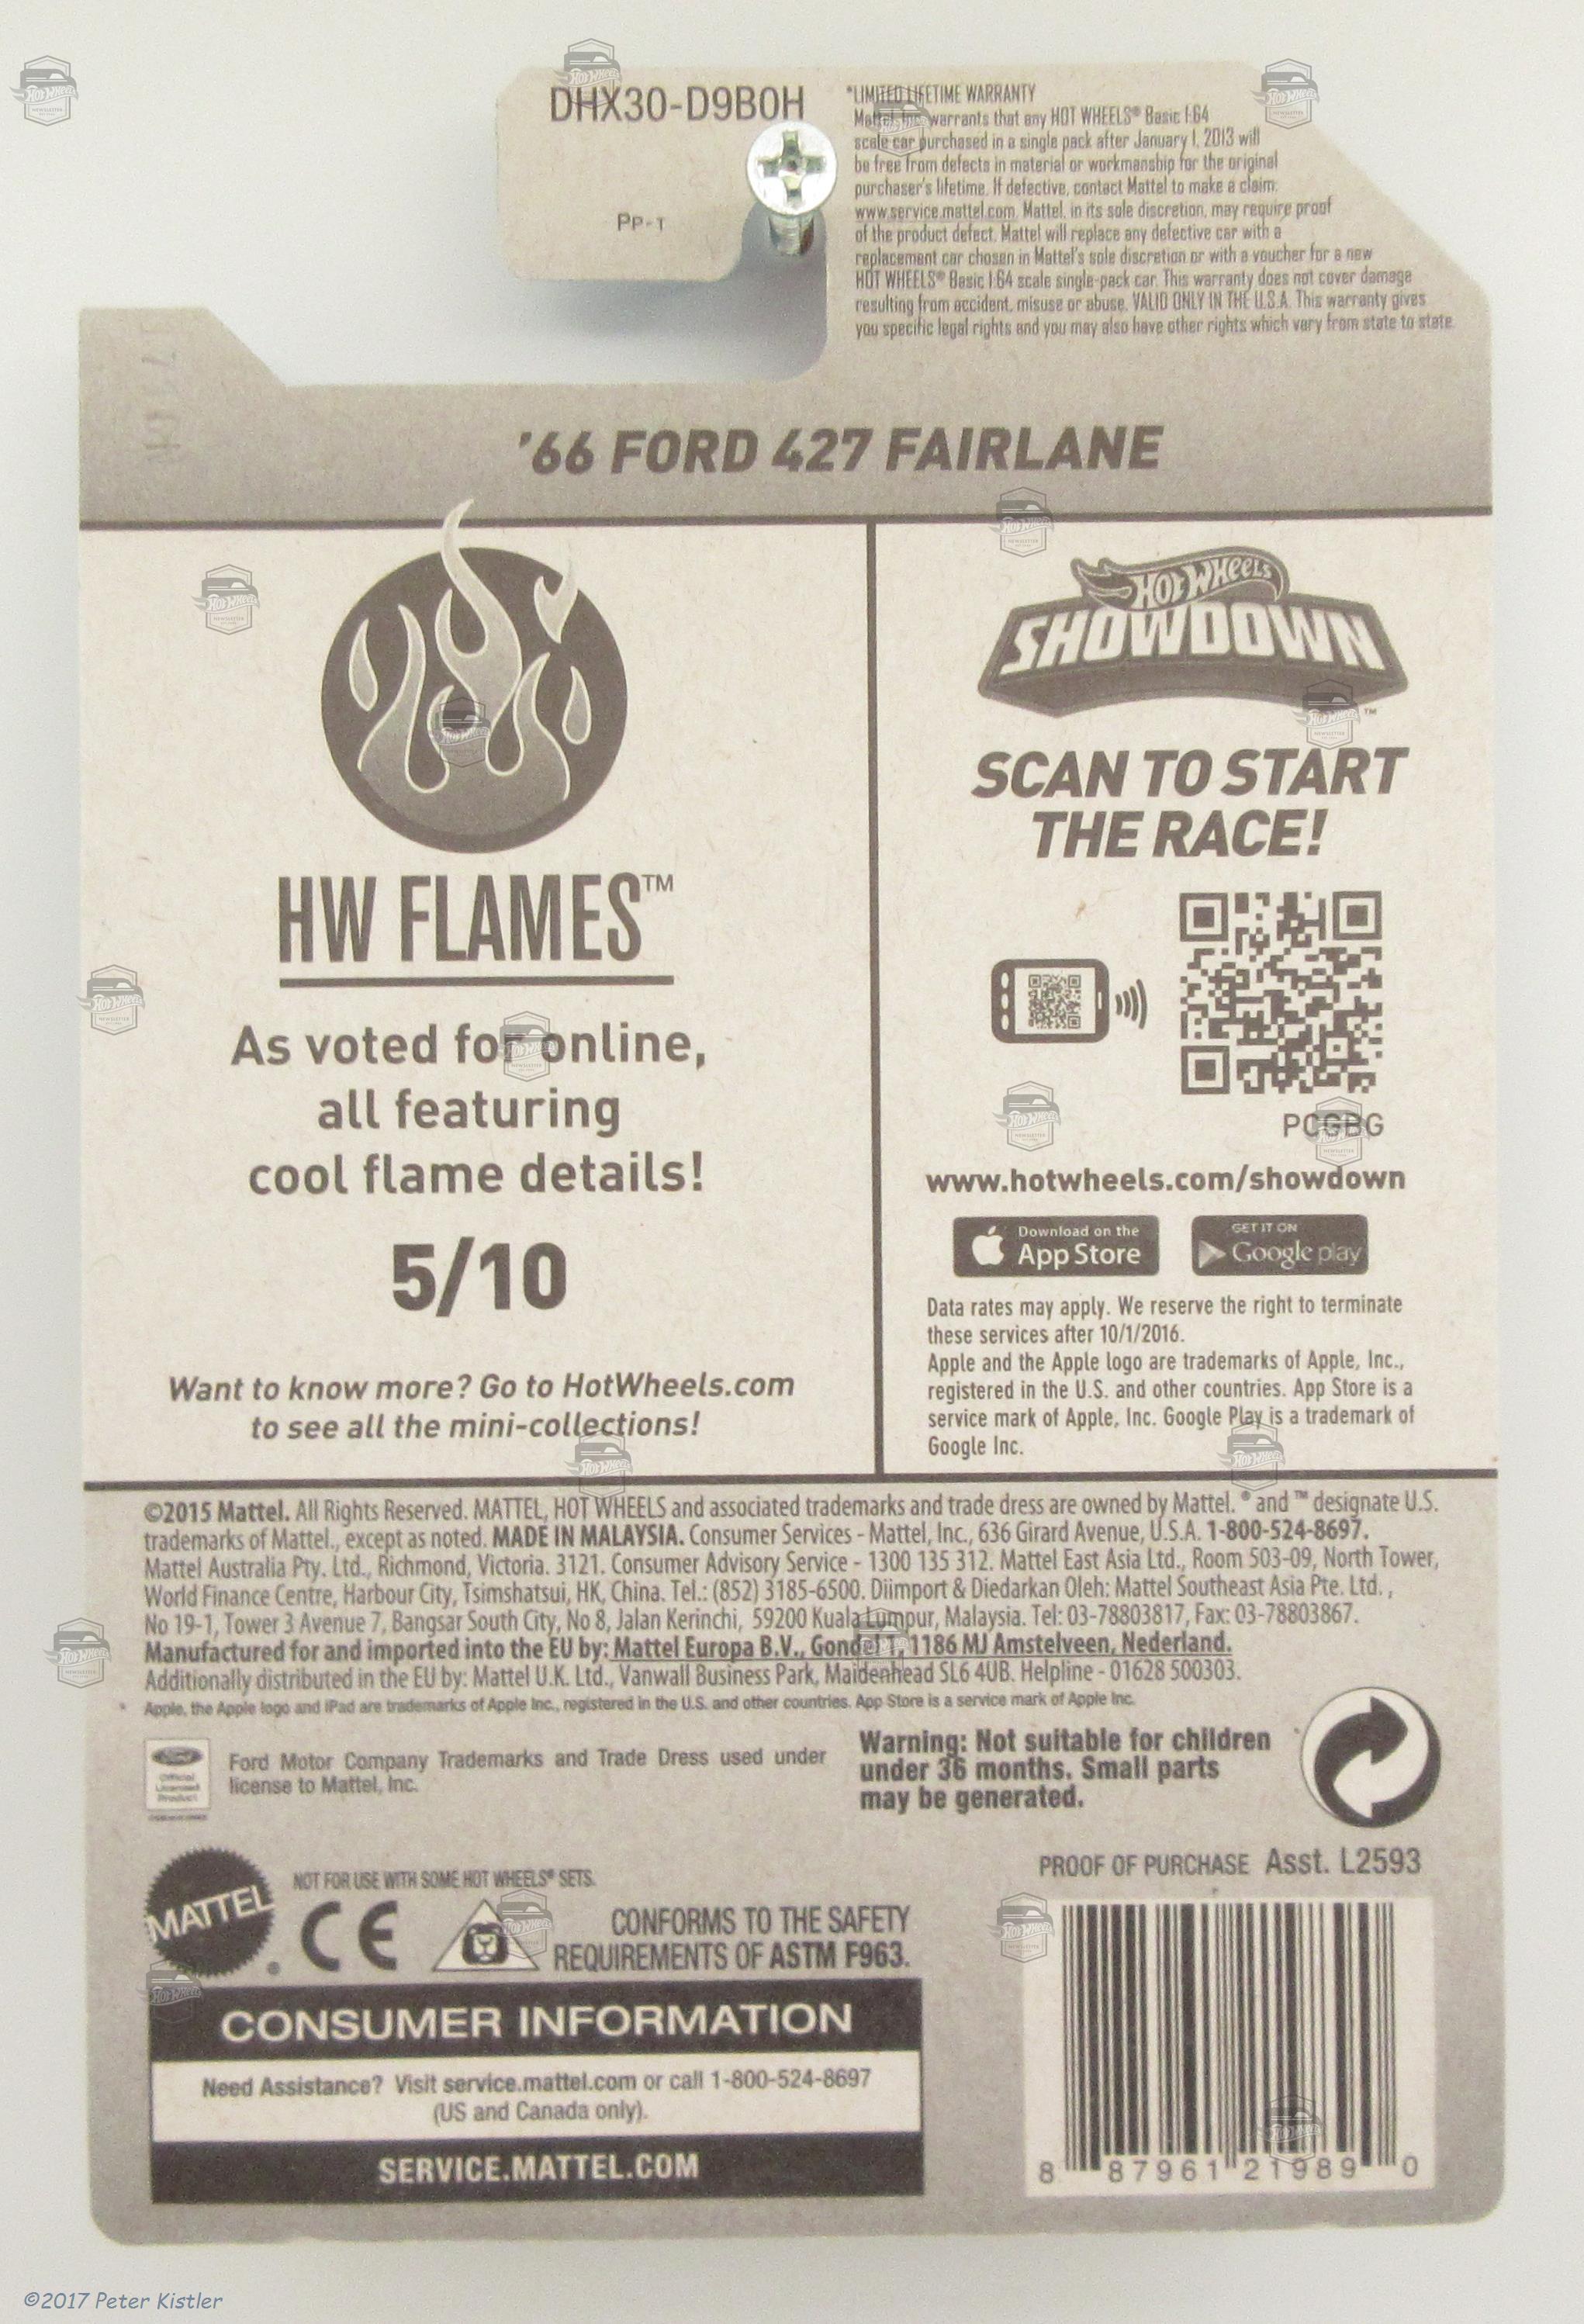 DHX30-D9B0H
PP-T
*LIMITED LIFETIME WARRANTY
Mattel, Inc. warrants that any HOT WHEELS® Basic 1:64
scale car purchased in a single pack after January 1, 2013 will
be free from defects in material or workmanship for the original
purchaser's lifetime. If defective, contact Mattel to make a claim:
www.service.mattel.com. Mattel, in its sole discretion, may require proof
of the product defect. Mattel will replace any defective car with a
replacement car chosen in Mattel's sole discretion or with a voucher for a new
HOT WHEELS® Basic 1:64 scale single-pack car. This warranty does not cover damage
resulting from accident, misuse or abuse. VALID ONLY IN THE U.S.A. This warranty gives
you specific legal rights and you may also have other rights which vary from state to state.
'66 FORD 427 FAIRLANE
HW FLAMES™
As voted for online,
all featuring
cool flame details!
5/10
Want to know more? Go to HotWheels.com
to see all the mini-collections!
HOT WHEELS
SHOWDOWN™
SCAN TO START
THE RACE!
PCGBG
www.hotwheels.com/showdown
Download on the
App Store
GET IT ON
Google play
Data rates may apply. We reserve the right to terminate
these services after 10/1/2016.
Apple and the Apple logo are trademarks of Apple, Inc.,
registered in the U.S. and other countries. App Store is a
service mark of Apple, Inc. Google Play is a trademark of
Google Inc.
©2015 Mattel. All Rights Reserved. MATTEL, HOT WHEELS and associated trademarks and trade dress are owned by Mattel. ® and ™ designate U.S.
trademarks of Mattel., except as noted. MADE IN MALAYSIA. Consumer Services - Mattel, Inc., 636 Girard Avenue, U.S.A. 1-800-524-8697.
Mattel Australia Pty. Ltd., Richmond, Victoria. 3121. Consumer Advisory Service - 1300 135 312. Mattel East Asia Ltd., Room 503-09, North Tower,
World Finance Centre, Harbour City, Tsimshatsui, HK, China. Tel.: (852) 3185-6500. Diimport & Diedarkan Oleh: Mattel Southeast Asia Pte. Ltd. ,
No 19-1, Tower 3 Avenue 7, Bangsar South City, No 8, Jalan Kerinchi, 59200 Kuala Lumpur, Malaysia. Tel: 03-78803817, Fax: 03-78803867.
Manufactured for and imported into the EU by: Mattel Europa B.V., Gondel 1, 1186 MJ Amstelveen, Nederland.
Additionally distributed in the EU by: Mattel U.K. Ltd., Vanwall Business Park, Maidenhead SL6 4UB. Helpline - 01628 500303.
* Apple, the Apple logo and iPad are trademarks of Apple Inc., registered in the U.S. and other countries. App Store is a service mark of Apple Inc.
Ford
Official
Licensed
Product
Ford Motor Company Trademarks and Trade Dress used under
license to Mattel, Inc.
Warning: Not suitable for children
under 36 months. Small parts
may be generated.
MATTEL
NOT FOR USE WITH SOME HOT WHEELS® SETS.
CE
CONFORMS TO THE SAFETY
REQUIREMENTS OF ASTM F963.
PROOF OF PURCHASE Asst. L2593
CONSUMER INFORMATION
Need Assistance? Visit service.mattel.com or call 1-800-524-8697
(US and Canada only).
SERVICE.MATTEL.COM
8 87961 21989 0
©2017 Peter Kistler